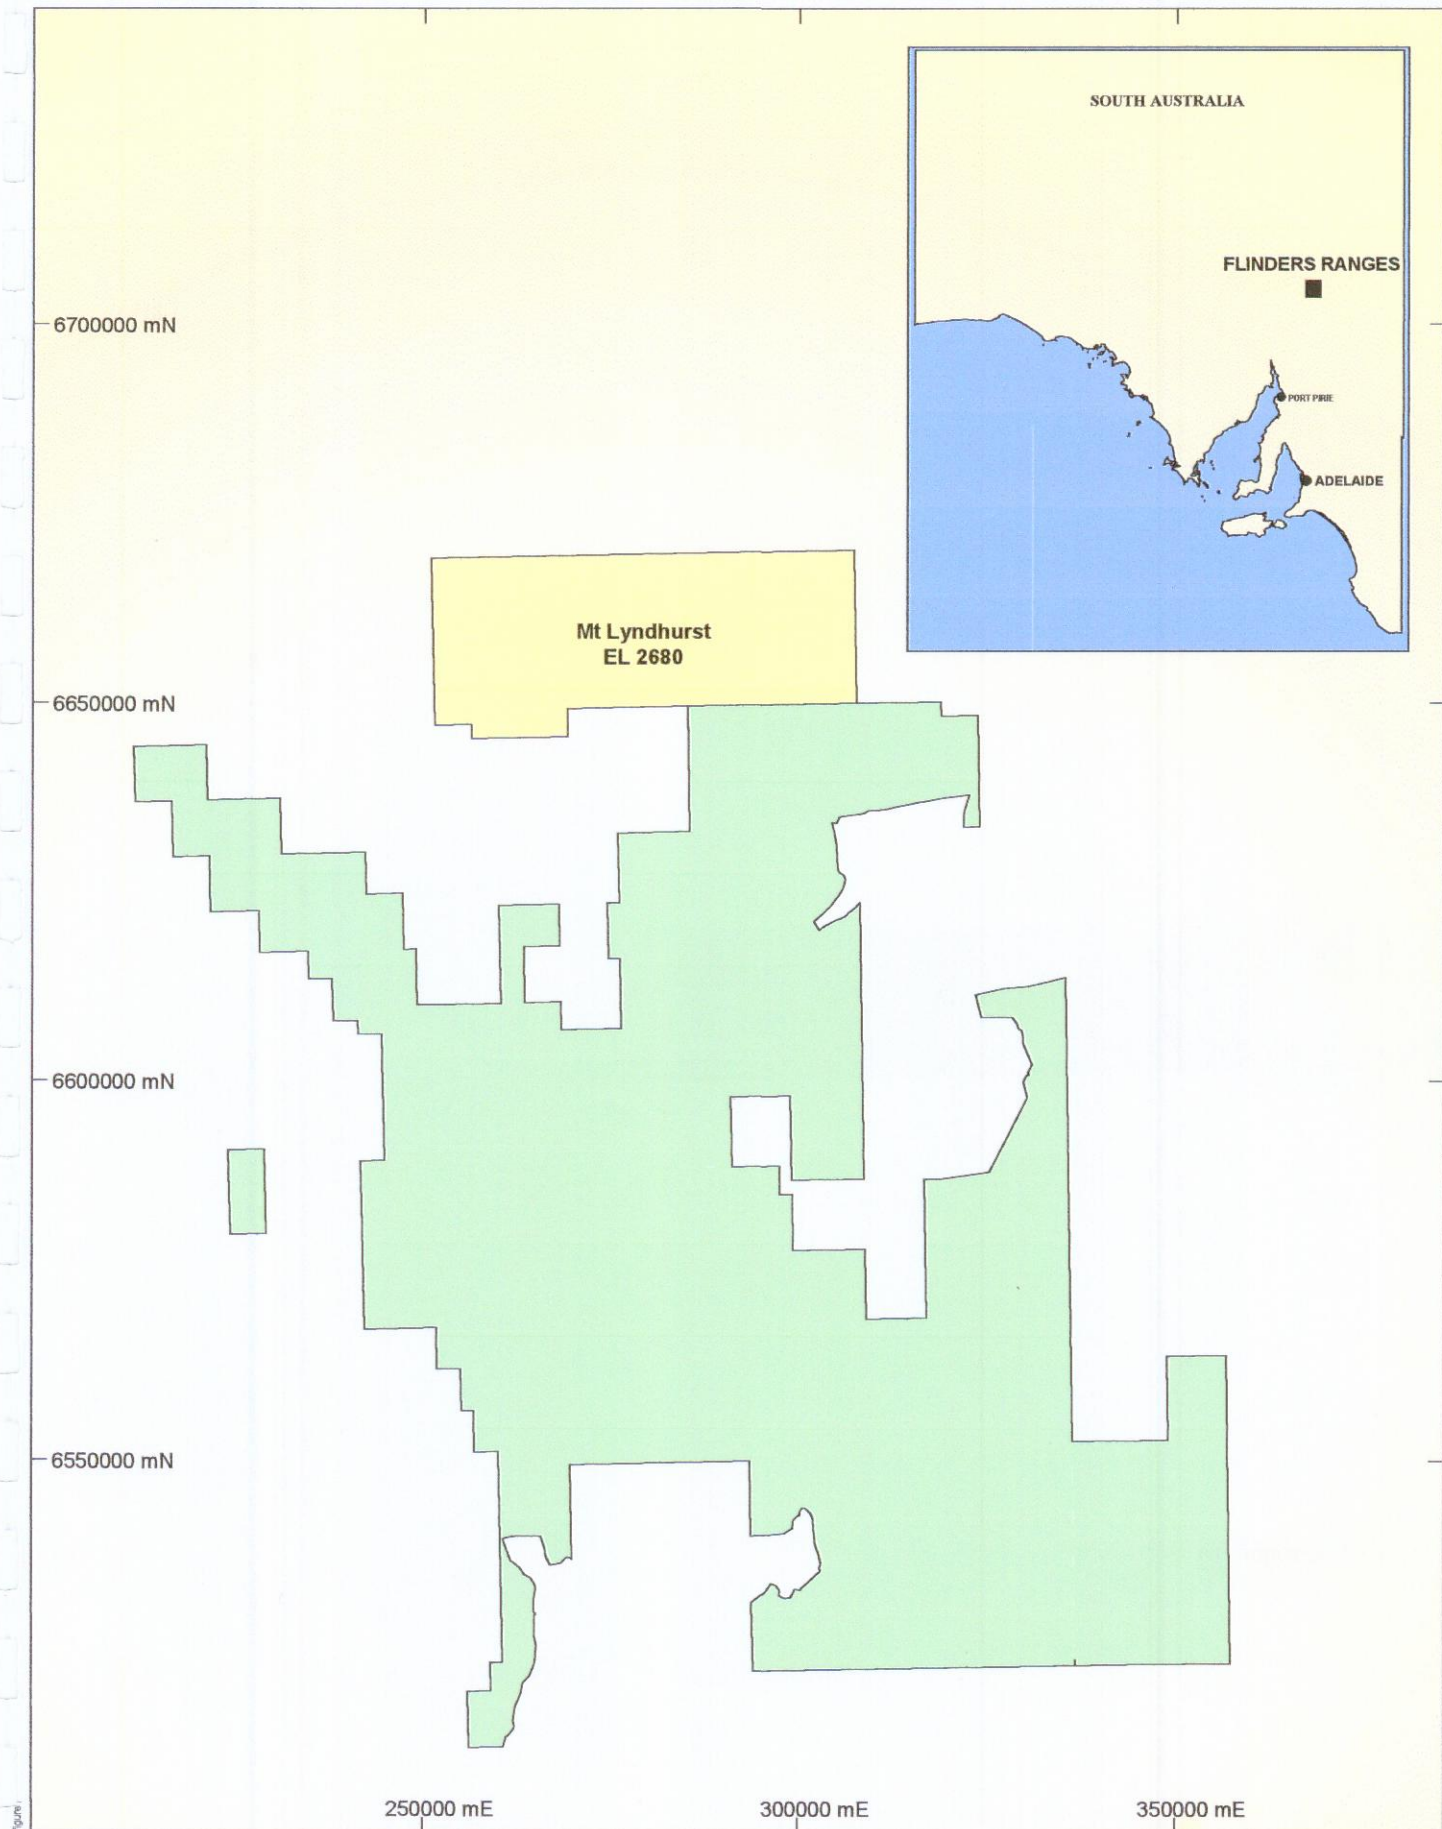 SOUTH AUSTRALIA
FLINDERS RANGES
PORT PIRIE
ADELAIDE
6700000 mN
Mt Lyndhurst
EL 2680
6650000 mN
6600000 mN
6550000 mN
250000 mE
300000 mE
350000 mE